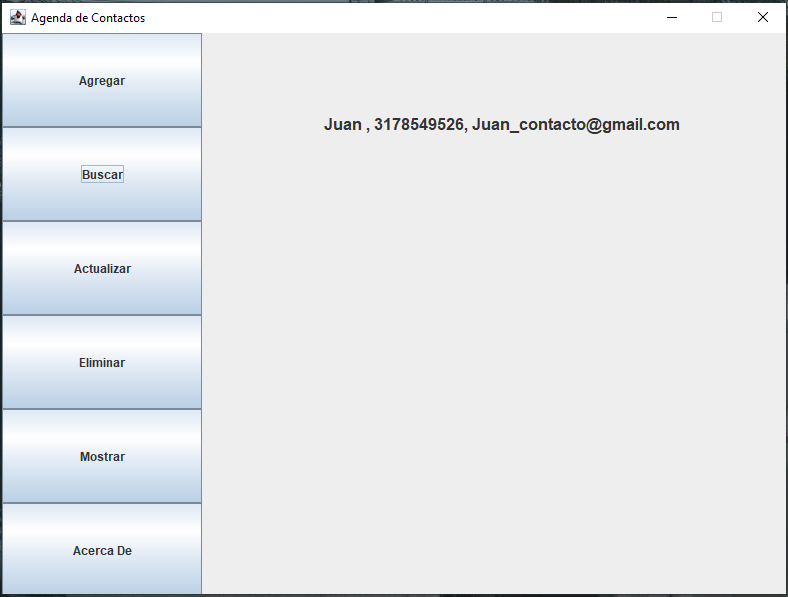 Agenda de Contactos
Agregar
Juan , 3178549526, Juan_contacto@gmail.com
Buscar
Actualizar
Eliminar
Mostrar
Acerca De